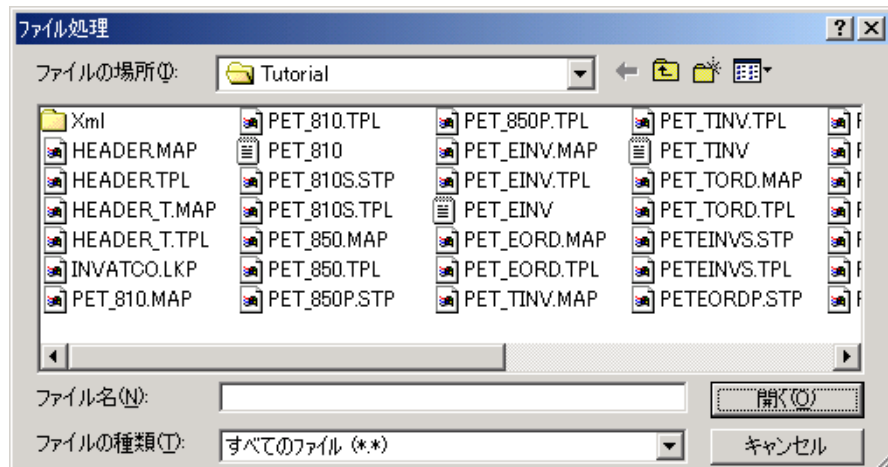 ファイル処理
ファイルの場所(I):
Tutorial
Xml
HEADER.MAP
HEADER.TPL
HEADER_T.MAP
HEADER_T.TPL
INVATCO.LKP
PET_810.MAP
PET_810.TPL
PET_810
PET_810S.STP
PET_810S.TPL
PET_850.MAP
PET_850.TPL
PET_850P.STP
PET_850P.TPL
PET_EINV.MAP
PET_EINV.TPL
PET_EINV
PET_EORD.MAP
PET_EORD.TPL
PET_TINV.MAP
PET_TINV.TPL
PET_TINV
PET_TORD.MAP
PET_TORD.TPL
PETEINVS.STP
PETEINVS.TPL
PETEORDP.STP
ファイル名(N):
開く(O)
ファイルの種類(T):
すべてのファイル (*.*)
キャンセル